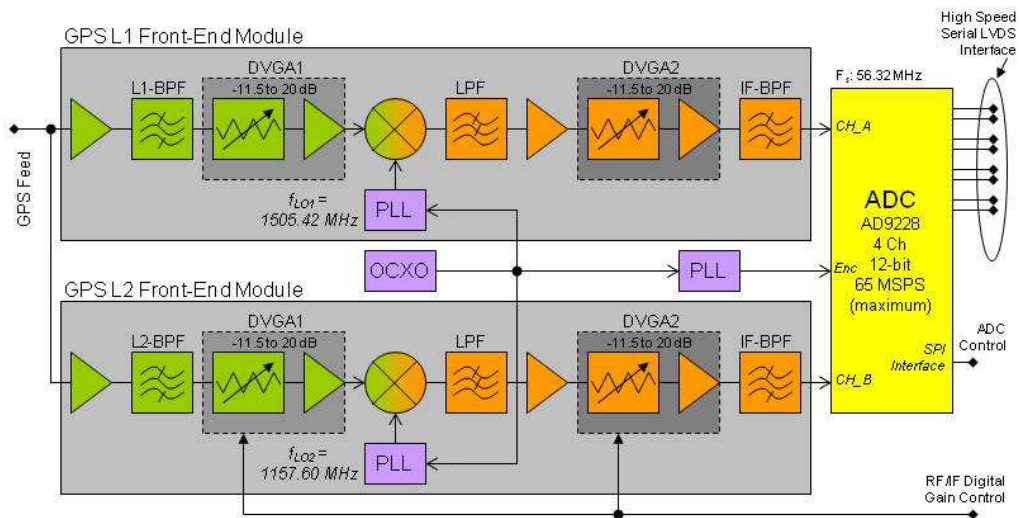 High Speed
Serial LVDS
Interface
GPS L1 Front-End Module
DVGA1
DVGA2
L1-BPF
-11.5 to 20 dB
LPF
-11.5 to 20 dB
IF-BPF
Fs: 56.32 MHz
CH_A
GPS Feed
fLO1 =
1505.42 MHz
PLL
ADC
AD9228
4 Ch
12-bit
65 MSPS
(maximum)
OCXO
PLL
Enc
GPS L2 Front-End Module
DVGA1
DVGA2
L2-BPF
-11.5 to 20 dB
LPF
-11.5 to 20 dB
IF-BPF
SPI
Interface
ADC
Control
CH_B
fLO2 =
1157.60 MHz
PLL
RF/IF Digital
Gain Control